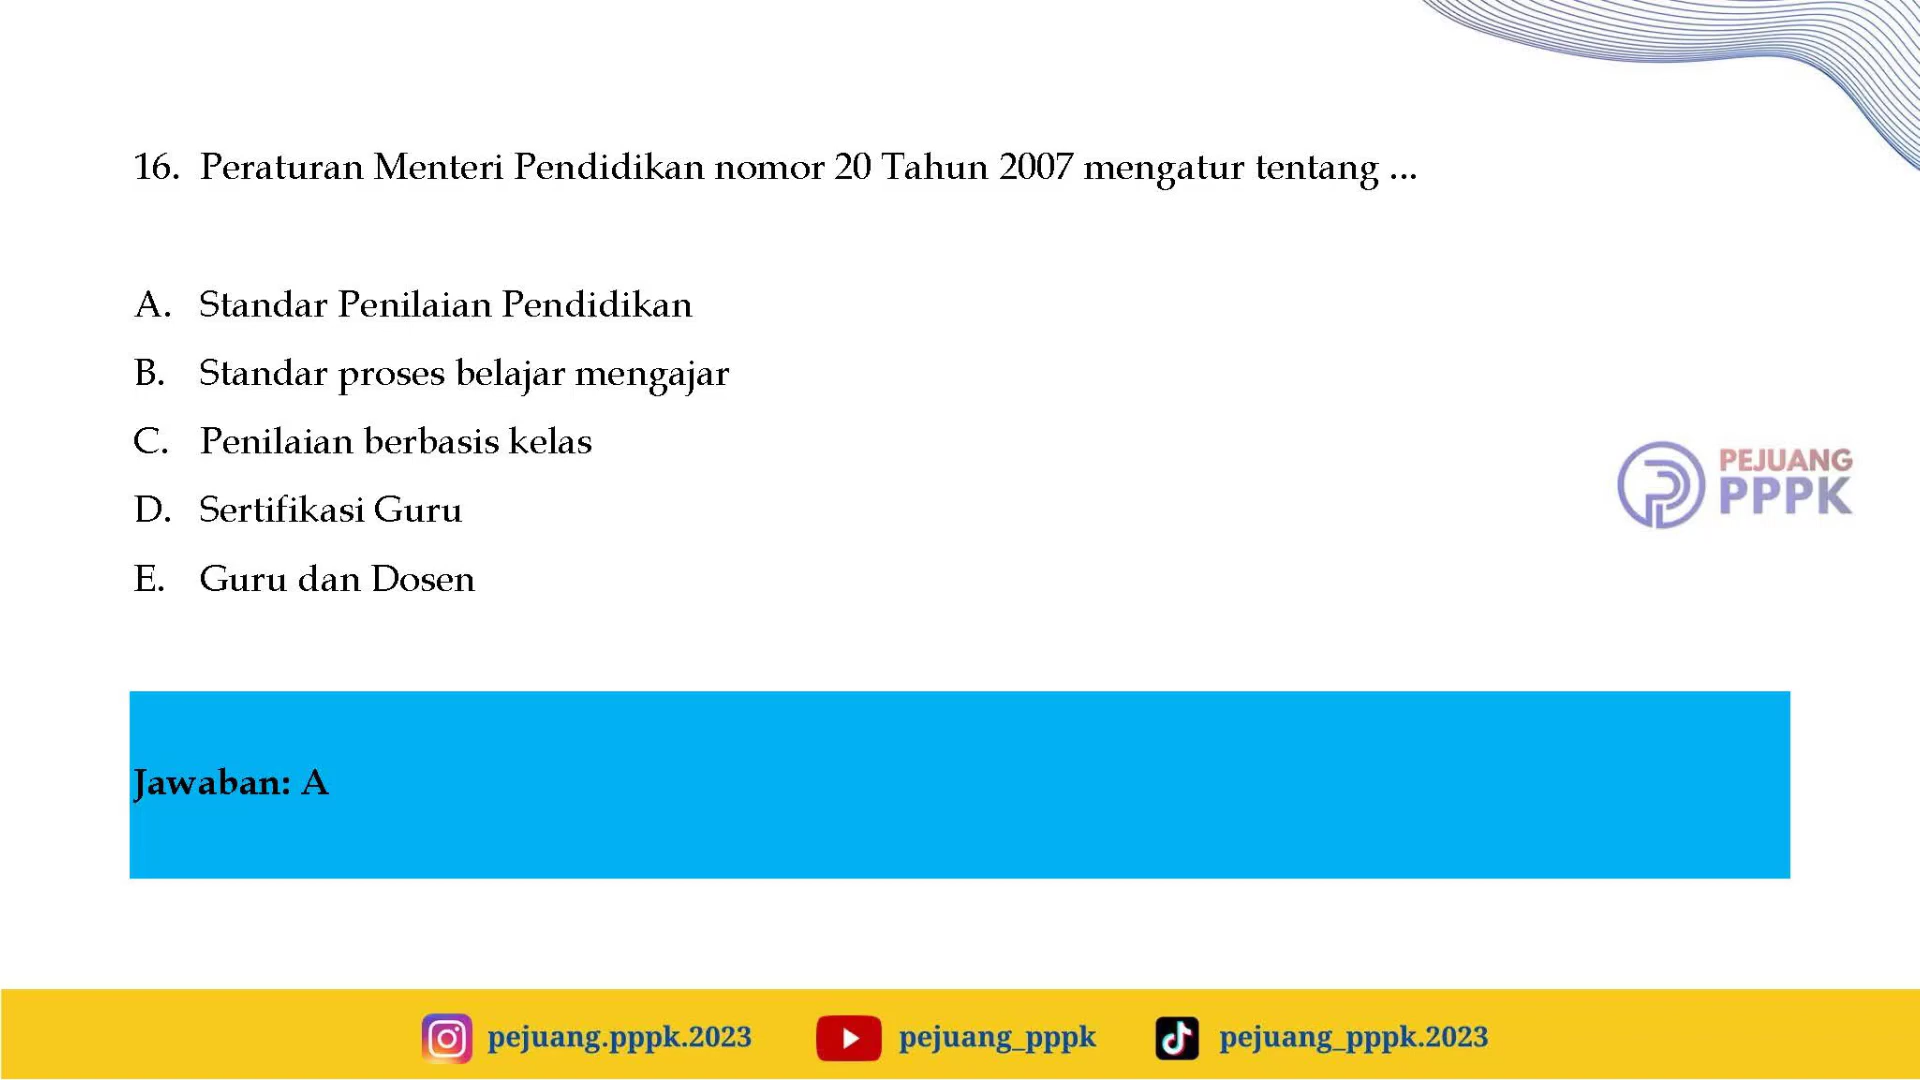 16. Peraturan Menteri Pendidikan nomor 20 Tahun 2007 mengatur tentang ...
A. Standar Penilaian Pendidikan
B. Standar proses belajar mengajar
C. Penilaian berbasis kelas
D. Sertifikasi Guru
E. Guru dan Dosen
PEJUANG
PPPK
Jawaban: A
pejuang.pppk.2023
pejuang_pppk
pejuang_pppk.2023